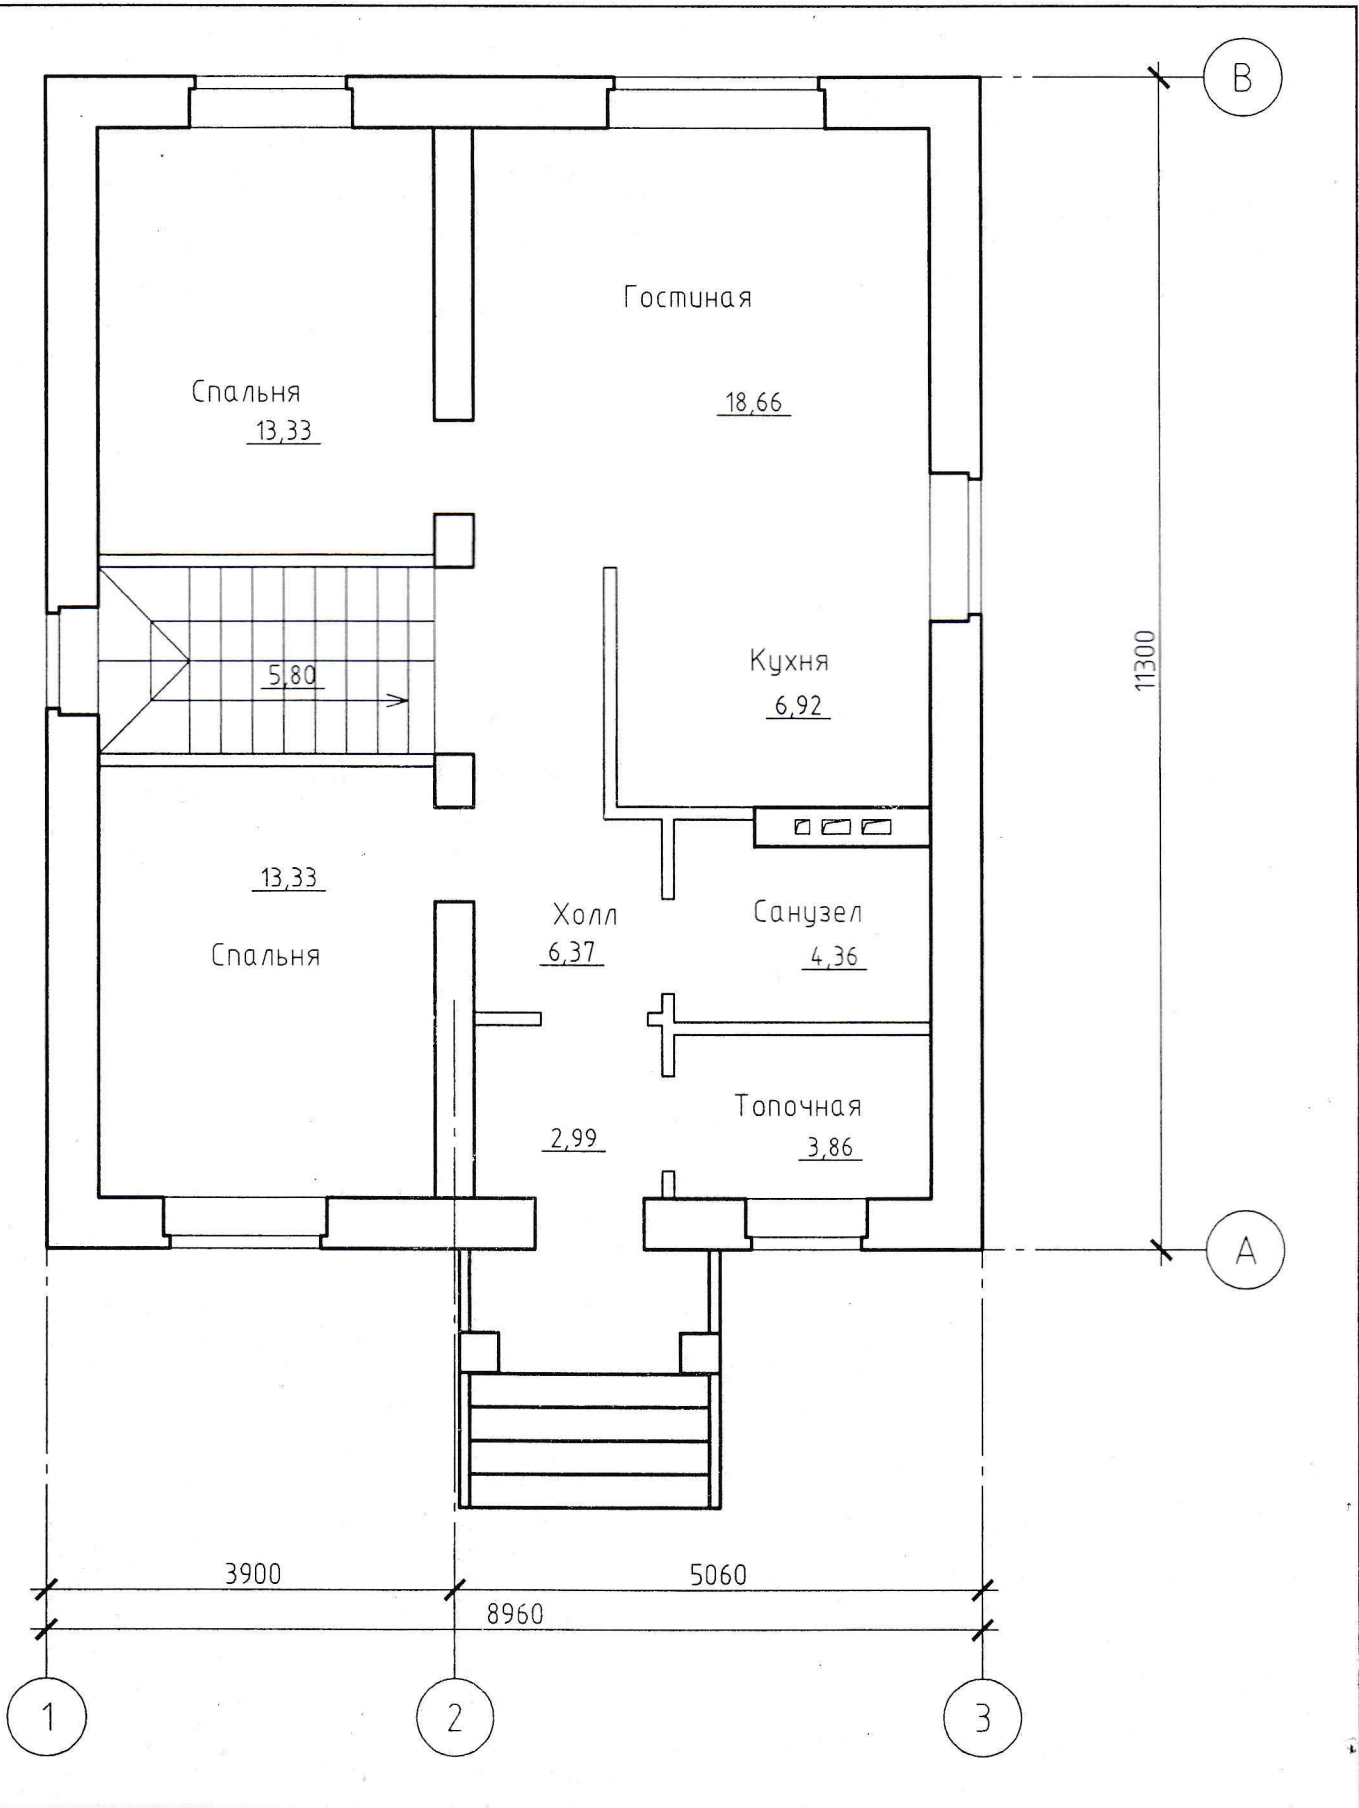 В
Гостиная
Спальня
18,66
13,33
11300
Кухня
5,80
6,92
13,33
Холл
Санузел
6,37
4,36
Спальня
Топочная
2,99
3,86
А
3900
5060
8960
1
2
3